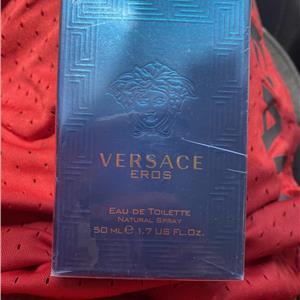 VERSACE
EROS
EAU DE TOILETTE
NATURAL SPRAY
50 ML ℮ 1.7 US FL.OZ.